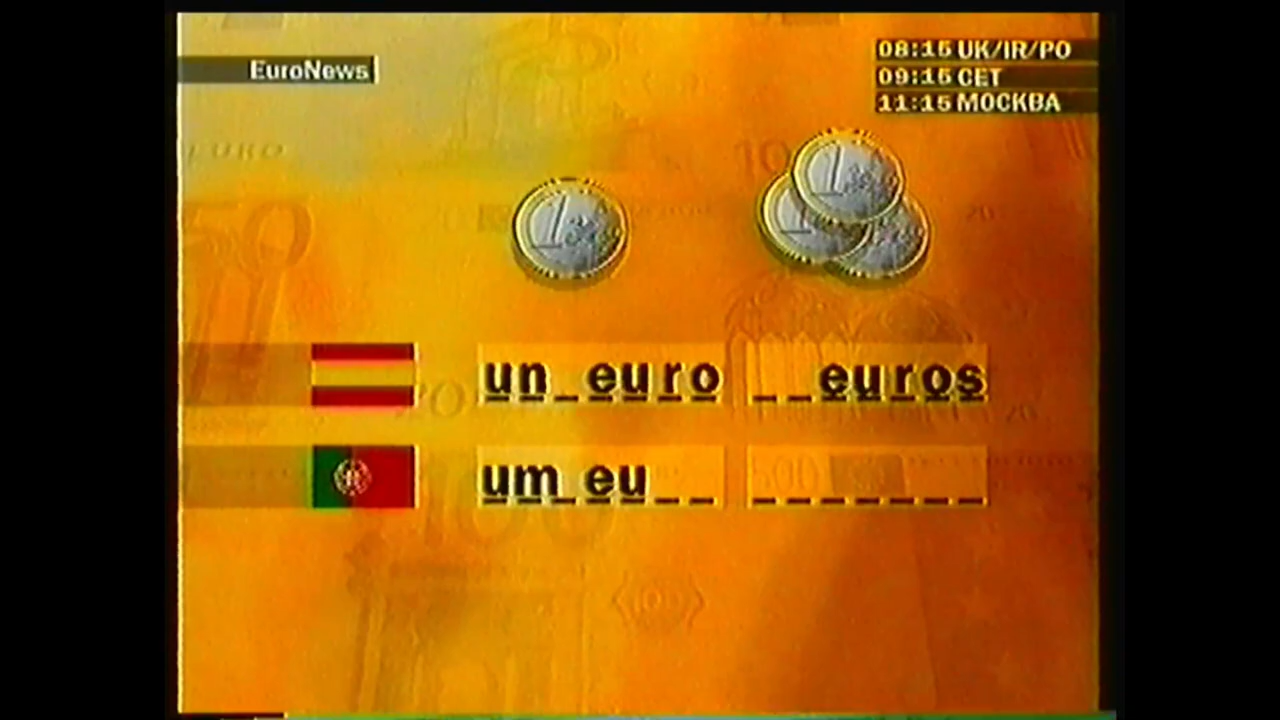 EuroNews
08:15 UK/IR/PO
09:15 CET
11:15 МОСКВА
un_euro __euros
um_eu__ _______